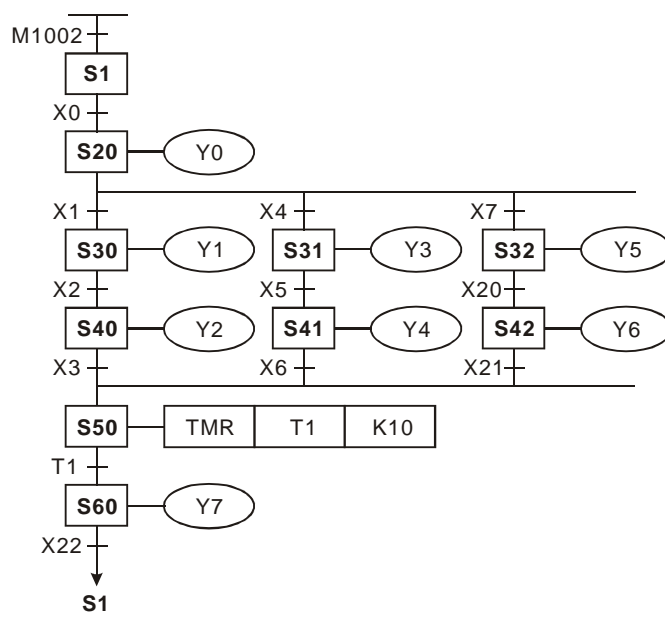 M1002
S1
X0
S20 Y0
X1 X4 X7
S30 Y1 S31 Y3 S32 Y5
X2 X5 X20
S40 Y2 S41 Y4 S42 Y6
X3 X6 X21
S50 TMR T1 K10
T1
S60 Y7
X22
S1